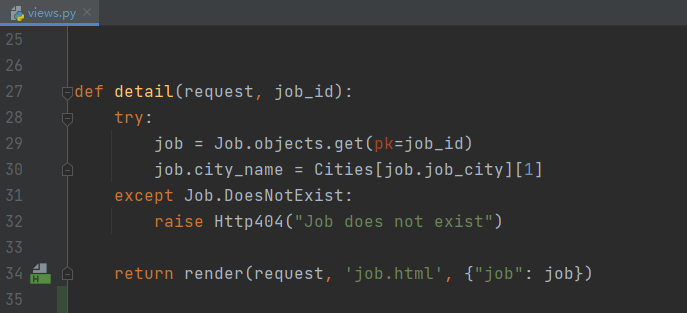 views.py
25
26
27 def detail(request, job_id):
28     try:
29         job = Job.objects.get(pk=job_id)
30         job.city_name = Cities[job.job_city][1]
31     except Job.DoesNotExist:
32         raise Http404("Job does not exist")
33
34 H     return render(request, 'job.html', {"job": job})
35